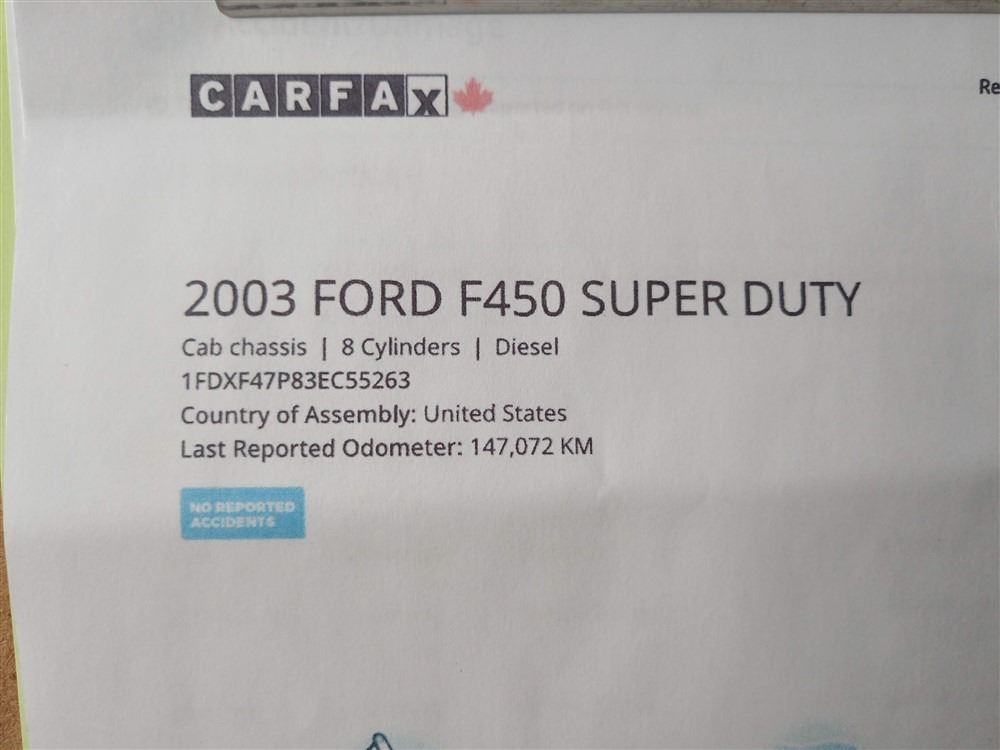 CARFAX
Re
2003 FORD F450 SUPER DUTY
Cab chassis | 8 Cylinders | Diesel
1FDXF47P83EC55263
Country of Assembly: United States
Last Reported Odometer: 147,072 KM
NO REPORTED
ACCIDENTS